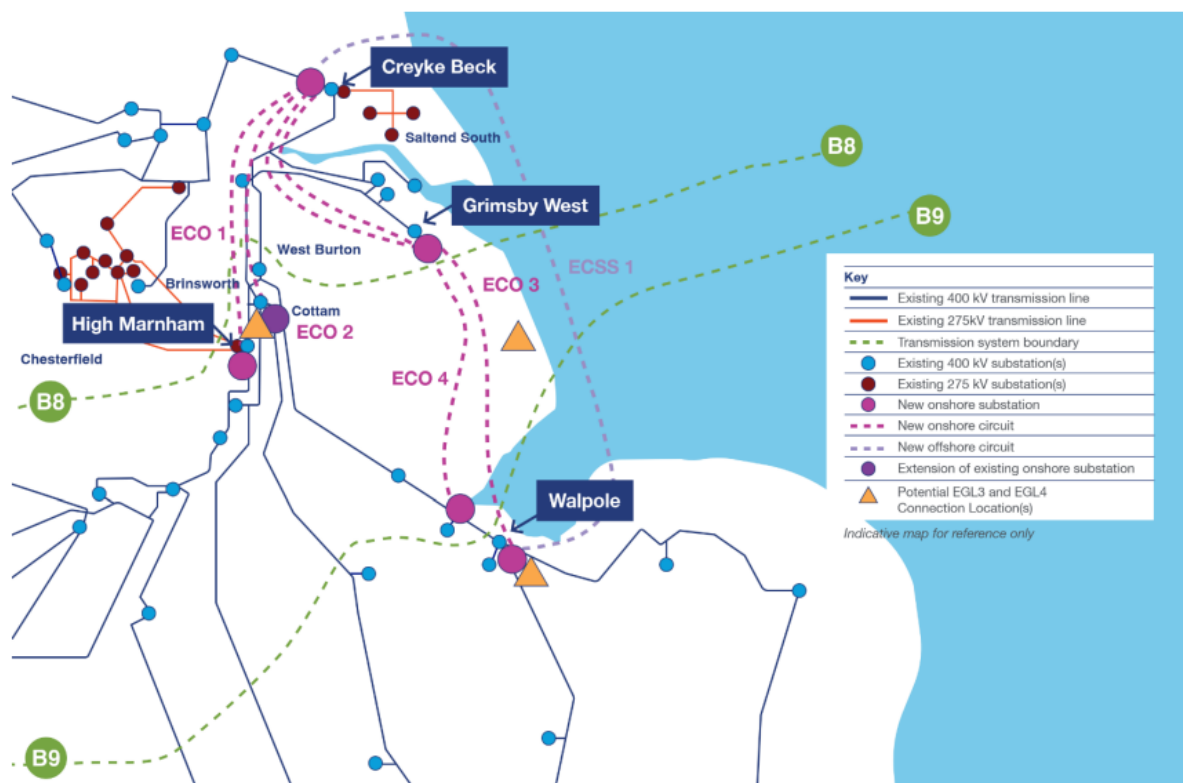 Creyke Beck
Saltend South
B8
B9
Grimsby West
ECO 1
West Burton
ECO 3
ECSS 1
Brinsworth
High Marnham
Cottam
ECO 2
Chesterfield
ECO 4
B8
Walpole
B9
Key
Existing 400 kV transmission line
Existing 275kV transmission line
Transmission system boundary
Existing 400 kV substation(s)
Existing 275 kV substation(s)
New onshore substation
New onshore circuit
New offshore circuit
Extension of existing onshore substation
Potential EGL3 and EGL4
Connection Location(s)
Indicative map for reference only